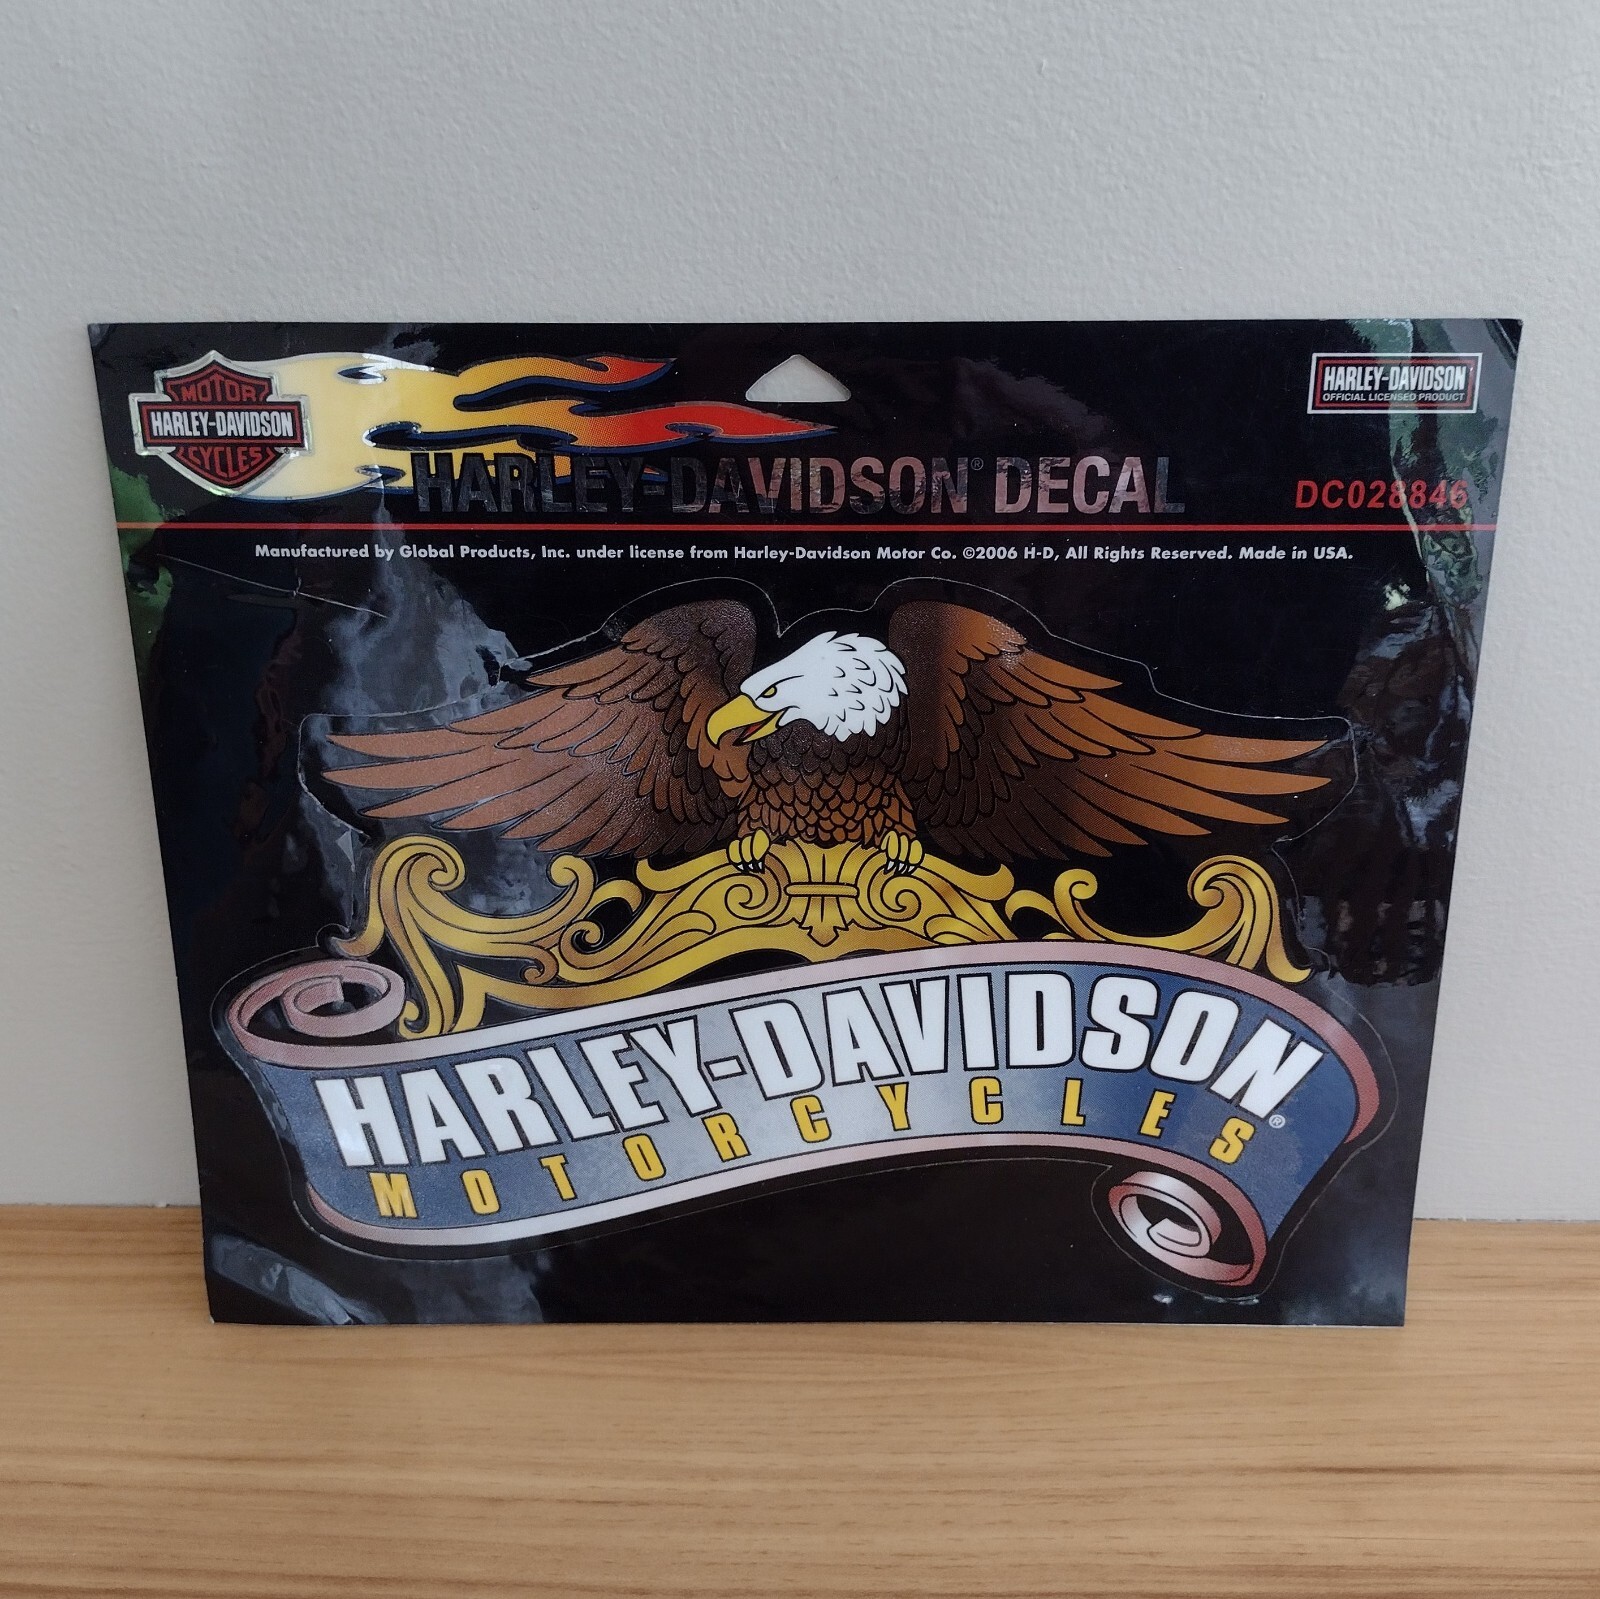 MOTOR
HARLEY-DAVIDSON
CYCLES
HARLEY-DAVIDSON
OFFICIAL LICENSED PRODUCT
HARLEY-DAVIDSON® DECAL
DC028846
Manufactured by Global Products, Inc. under license from Harley-Davidson Motor Co. ©2006 H-D, All Rights Reserved. Made in USA.
HARLEY-DAVIDSON®
MOTORCYCLES